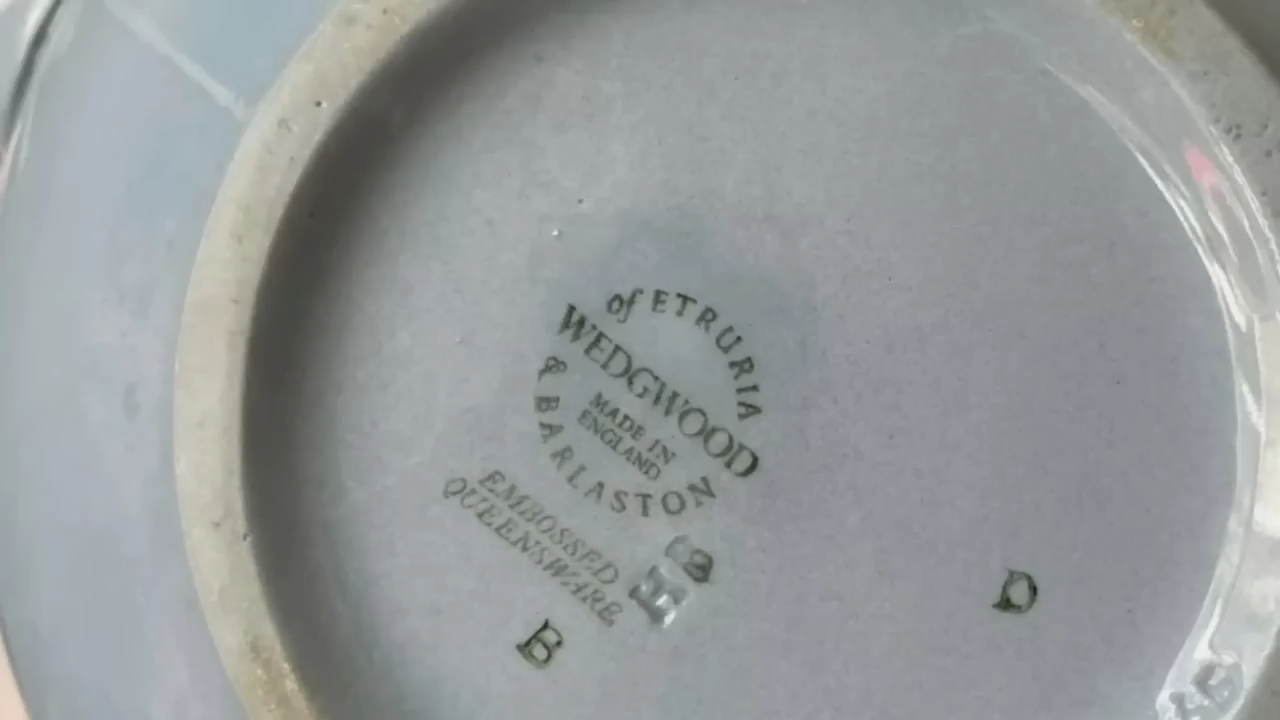 of ETRURIA
WEDGWOOD
MADE IN
ENGLAND
& BARLASTON
EMBOSSED
QUEENSWARE
B
D